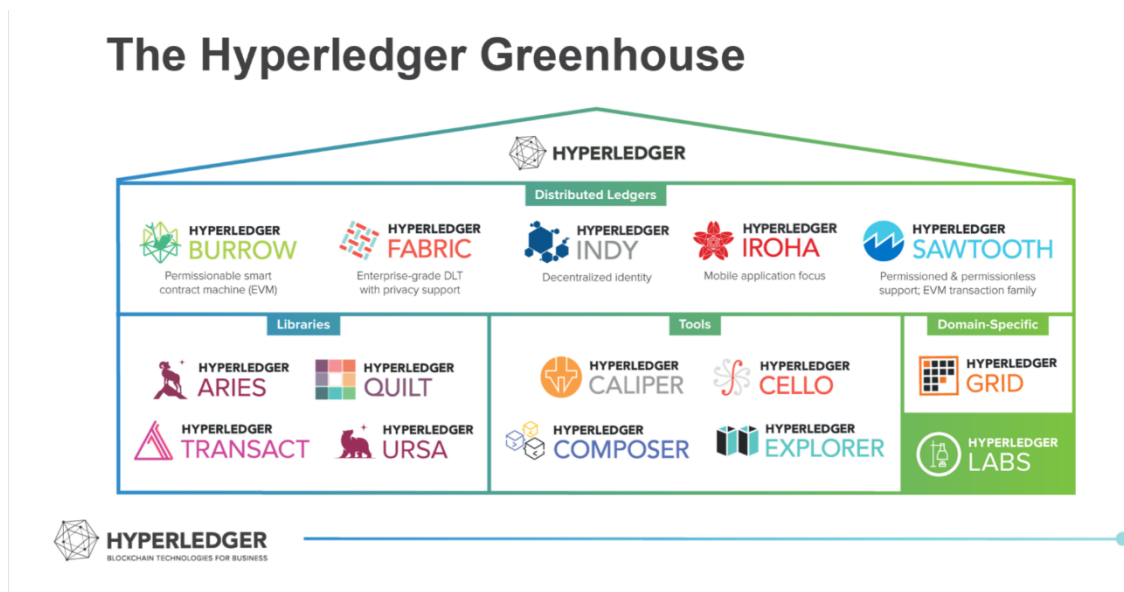 The Hyperledger Greenhouse
HYPERLEDGER
Distributed Ledgers
HYPERLEDGER
BURROW
Permissionable smart
contract machine (EVM)
HYPERLEDGER
FABRIC
Enterprise-grade DLT
with privacy support
HYPERLEDGER
INDY
Decentralized identity
HYPERLEDGER
IROHA
Mobile application focus
HYPERLEDGER
SAWTOOTH
Permissioned & permissionless
support; EVM transaction family
Libraries
HYPERLEDGER
ARIES
HYPERLEDGER
QUILT
HYPERLEDGER
TRANSACT
HYPERLEDGER
URSA
Tools
HYPERLEDGER
CALIPER
HYPERLEDGER
CELLO
HYPERLEDGER
COMPOSER
HYPERLEDGER
EXPLORER
Domain-Specific
HYPERLEDGER
GRID
HYPERLEDGER
LABS
HYPERLEDGER
BLOCKCHAIN TECHNOLOGIES FOR BUSINESS